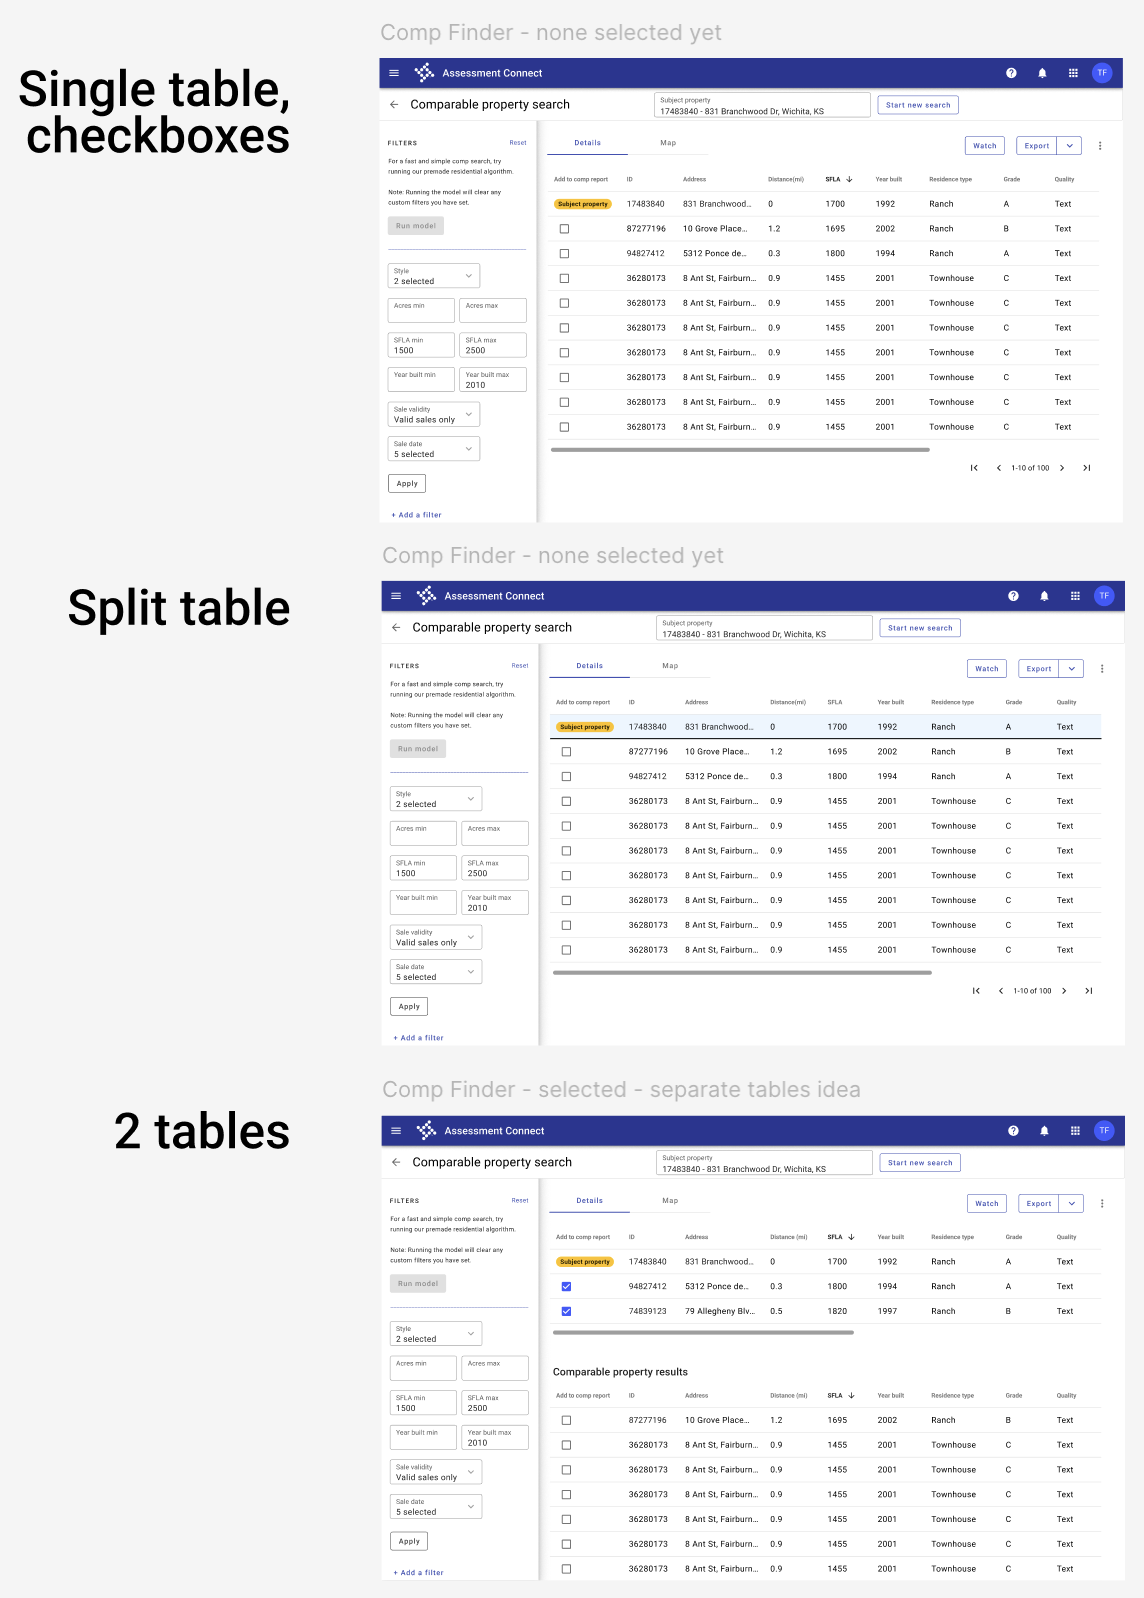 Comp Finder - none selected yet
Single table,
checkboxes
Assessment Connect
TF
Comparable property search
Subject property
17483840 - 831 Branchwood Dr, Wichita, KS
Start new search
FILTERS
Reset
For a fast and simple comp search, try
running our premade residential algorithm.
Note: Running the model will clear any
custom filters you have set.
Run model
Style
2 selected
Acres min
Acres max
SFLA min
1500
SFLA max
2500
Year built min
Year built max
2010
Sale validity
Valid sales only
Sale date
5 selected
Apply
+ Add a filter
Details Map
Watch
Export
Add to comp report ID Address Distance(mi) SFLA Year built Residence type Grade Quality
Subject property 17483840 831 Branchwood... 0 1700 1992 Ranch A Text
87277196 10 Grove Place... 1.2 1695 2002 Ranch B Text
94827412 5312 Ponce de... 0.3 1800 1994 Ranch A Text
36280173 8 Ant St, Fairburn... 0.9 1455 2001 Townhouse C Text
36280173 8 Ant St, Fairburn... 0.9 1455 2001 Townhouse C Text
36280173 8 Ant St, Fairburn... 0.9 1455 2001 Townhouse C Text
36280173 8 Ant St, Fairburn... 0.9 1455 2001 Townhouse C Text
36280173 8 Ant St, Fairburn... 0.9 1455 2001 Townhouse C Text
36280173 8 Ant St, Fairburn... 0.9 1455 2001 Townhouse C Text
36280173 8 Ant St, Fairburn... 0.9 1455 2001 Townhouse C Text
1-10 of 100
Comp Finder - none selected yet
Split table
Assessment Connect
TF
Comparable property search
Subject property
17483840 - 831 Branchwood Dr, Wichita, KS
Start new search
FILTERS
Reset
For a fast and simple comp search, try
running our premade residential algorithm.
Note: Running the model will clear any
custom filters you have set.
Run model
Style
2 selected
Acres min
Acres max
SFLA min
1500
SFLA max
2500
Year built min
Year built max
2010
Sale validity
Valid sales only
Sale date
5 selected
Apply
+ Add a filter
Details Map
Watch
Export
Add to comp report ID Address Distance(mi) SFLA Year built Residence type Grade Quality
Subject property 17483840 831 Branchwood... 0 1700 1992 Ranch A Text
87277196 10 Grove Place... 1.2 1695 2002 Ranch B Text
94827412 5312 Ponce de... 0.3 1800 1994 Ranch A Text
36280173 8 Ant St, Fairburn... 0.9 1455 2001 Townhouse C Text
36280173 8 Ant St, Fairburn... 0.9 1455 2001 Townhouse C Text
36280173 8 Ant St, Fairburn... 0.9 1455 2001 Townhouse C Text
36280173 8 Ant St, Fairburn... 0.9 1455 2001 Townhouse C Text
36280173 8 Ant St, Fairburn... 0.9 1455 2001 Townhouse C Text
36280173 8 Ant St, Fairburn... 0.9 1455 2001 Townhouse C Text
36280173 8 Ant St, Fairburn... 0.9 1455 2001 Townhouse C Text
1-10 of 100
Comp Finder - selected - separate tables idea
2 tables
Assessment Connect
TF
Comparable property search
Subject property
17483840 - 831 Branchwood Dr, Wichita, KS
Start new search
FILTERS
Reset
For a fast and simple comp search, try
running our premade residential algorithm.
Note: Running the model will clear any
custom filters you have set.
Run model
Style
2 selected
Acres min
Acres max
SFLA min
1500
SFLA max
2500
Year built min
Year built max
2010
Sale validity
Valid sales only
Sale date
5 selected
Apply
+ Add a filter
Details Map
Watch
Export
Add to comp report ID Address Distance (mi) SFLA Year built Residence type Grade Quality
Subject property 17483840 831 Branchwood... 0 1700 1992 Ranch A Text
94827412 5312 Ponce de... 0.3 1800 1994 Ranch A Text
74839123 79 Allegheny Blv... 0.5 1820 1997 Ranch B Text
Comparable property results
Add to comp report ID Address Distance (mi) SFLA Year built Residence type Grade Quality
87277196 10 Grove Place... 1.2 1695 2002 Ranch B Text
36280173 8 Ant St, Fairburn... 0.9 1455 2001 Townhouse C Text
36280173 8 Ant St, Fairburn... 0.9 1455 2001 Townhouse C Text
36280173 8 Ant St, Fairburn... 0.9 1455 2001 Townhouse C Text
36280173 8 Ant St, Fairburn... 0.9 1455 2001 Townhouse C Text
36280173 8 Ant St, Fairburn... 0.9 1455 2001 Townhouse C Text
36280173 8 Ant St, Fairburn... 0.9 1455 2001 Townhouse C Text